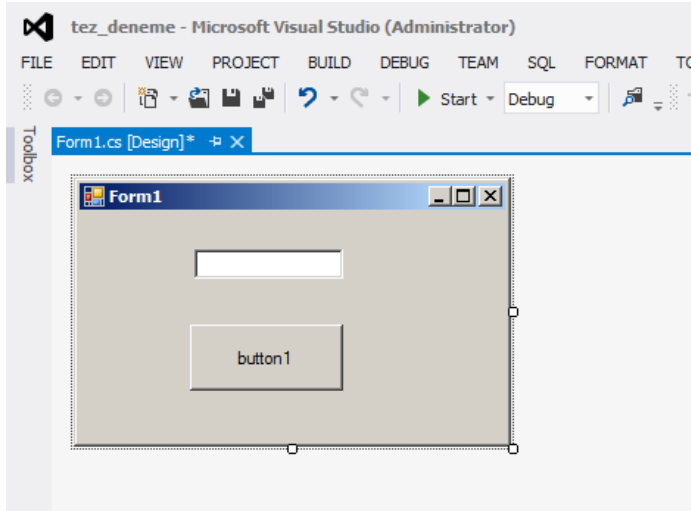 tez_deneme - Microsoft Visual Studio (Administrator)
FILE EDIT VIEW PROJECT BUILD DEBUG TEAM SQL FORMAT
Start Debug
Toolbox
Form1.cs [Design]*
Form1
button1